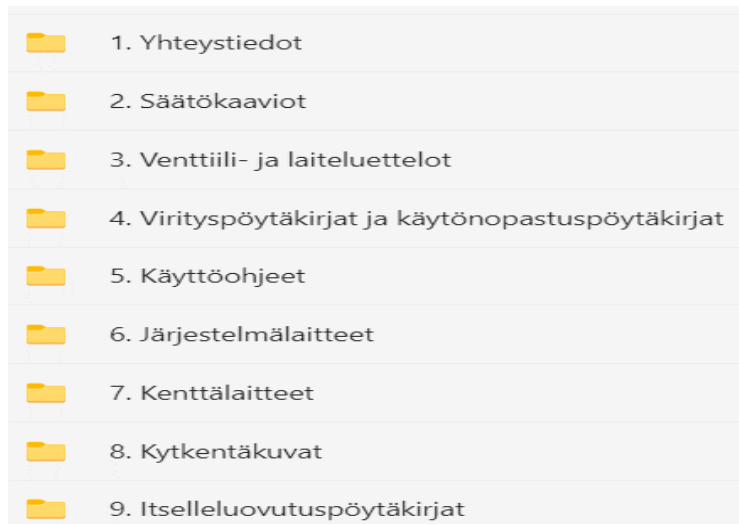 1. Yhteystiedot
2. Säätökaaviot
3. Venttiili- ja laiteluettelot
4. Virityspöytäkirjat ja käytönopastuspöytäkirjat
5. Käyttöohjeet
6. Järjestelmälaitteet
7. Kenttälaitteet
8. Kytkentäkuvat
9. Itselleluovutuspöytäkirjat